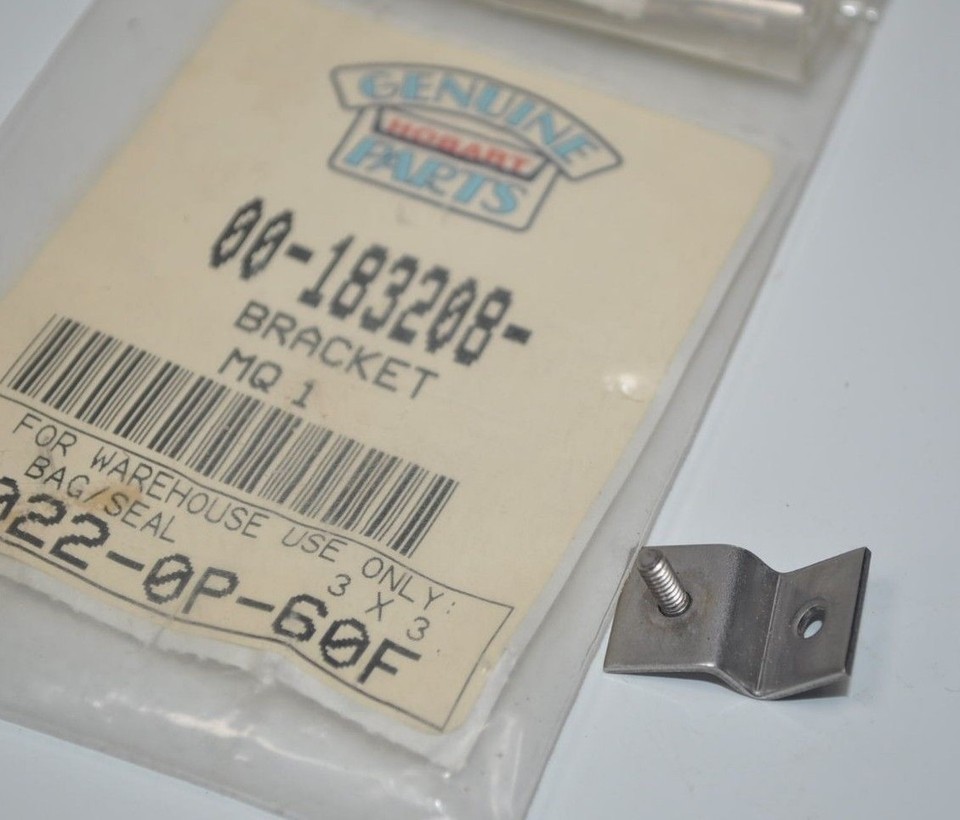 GENUINE
HOBART
PARTS
00-183208-
BRACKET
MQ 1
FOR WAREHOUSE USE ONLY:
BAG/SEAL 3 X 3
022-0P-60F